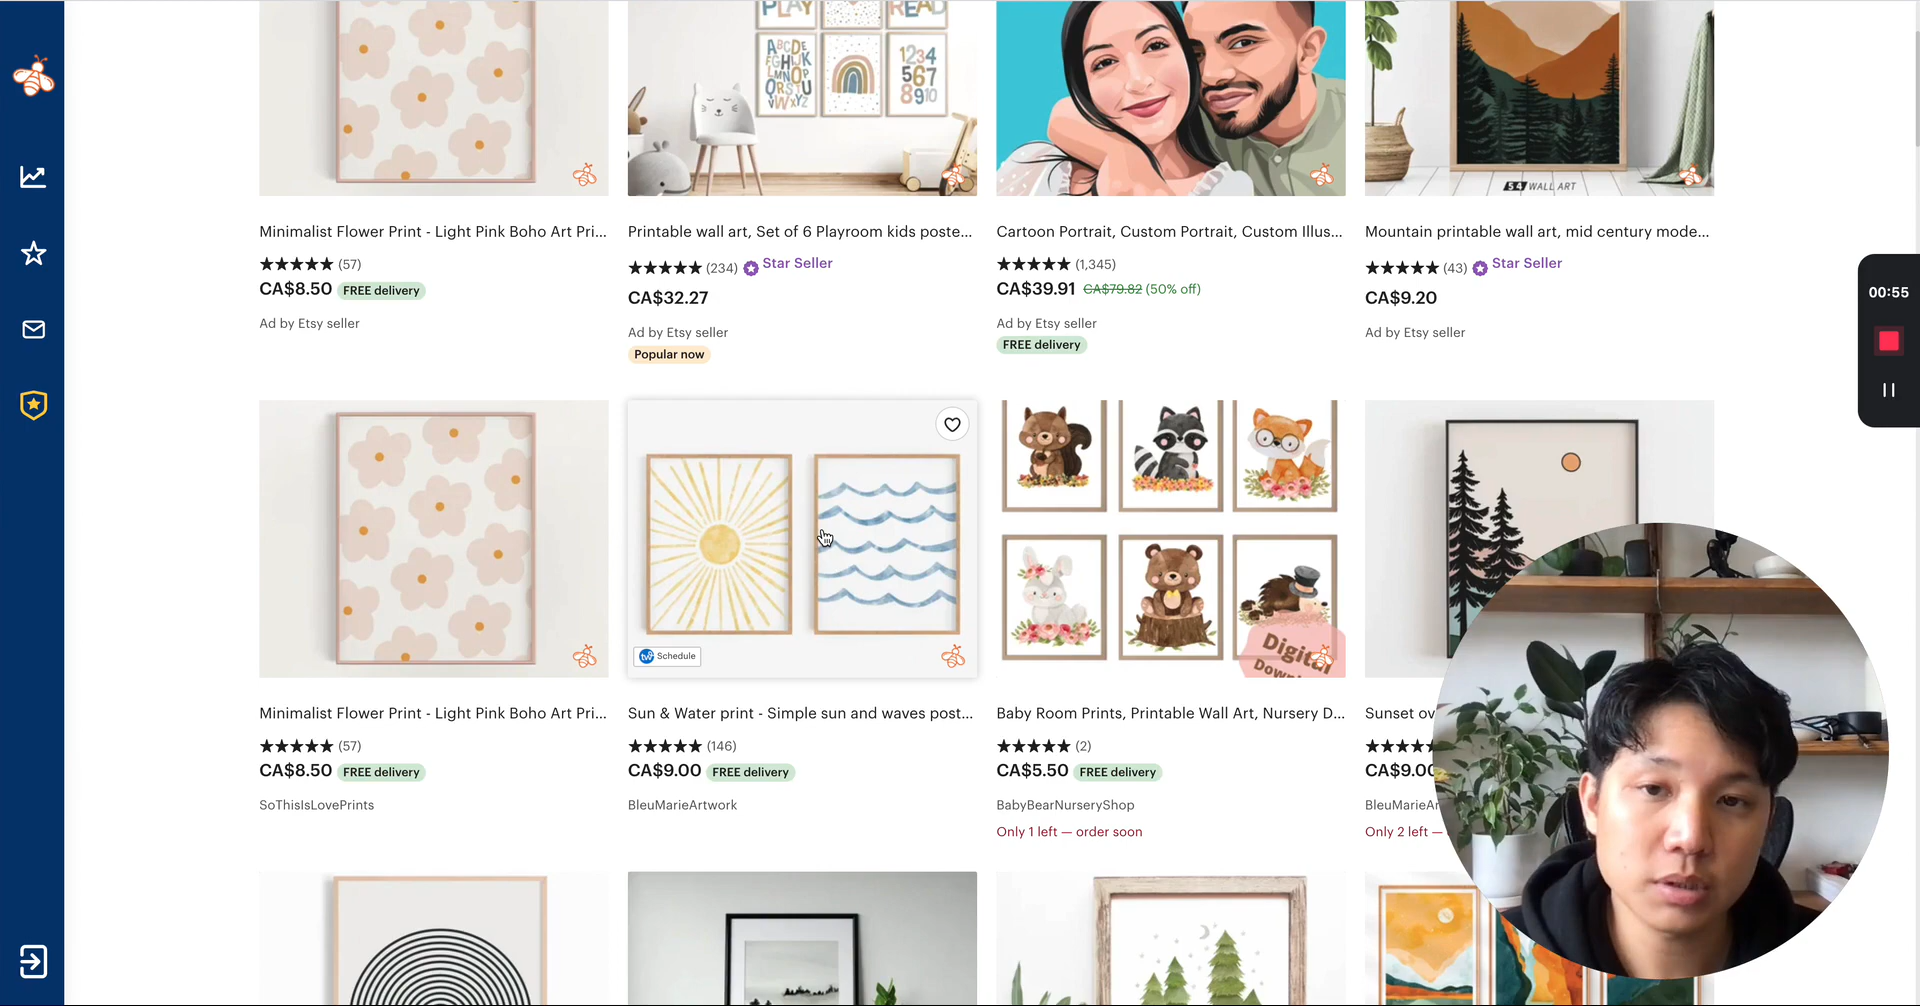 PLAY
READ
ABCDE
FGHIJK
LMNOP
QRSTU
VWXYZ
1234
567
8910
54 WALL ART
Minimalist Flower Print - Light Pink Boho Art Pri...
(57)
CA$8.50 FREE delivery
Ad by Etsy seller
Printable wall art, Set of 6 Playroom kids poste...
(234) Star Seller
CA$32.27
Ad by Etsy seller
Popular now
Cartoon Portrait, Custom Portrait, Custom Illus...
(1,345)
CA$39.91 CA$79.82 (50% off)
Ad by Etsy seller
FREE delivery
Mountain printable wall art, mid century mode...
(43) Star Seller
CA$9.20
Ad by Etsy seller
00:55
Schedule
Digital
Minimalist Flower Print - Light Pink Boho Art Pri...
(57)
CA$8.50 FREE delivery
SoThisIsLovePrints
Sun & Water print - Simple sun and waves post...
(146)
CA$9.00 FREE delivery
BleuMarieArtwork
Baby Room Prints, Printable Wall Art, Nursery D...
(2)
CA$5.50 FREE delivery
BabyBearNurseryShop
Only 1 left — order soon
Sunset ov
CA$9.00
BleuMarieAr
Only 2 left —